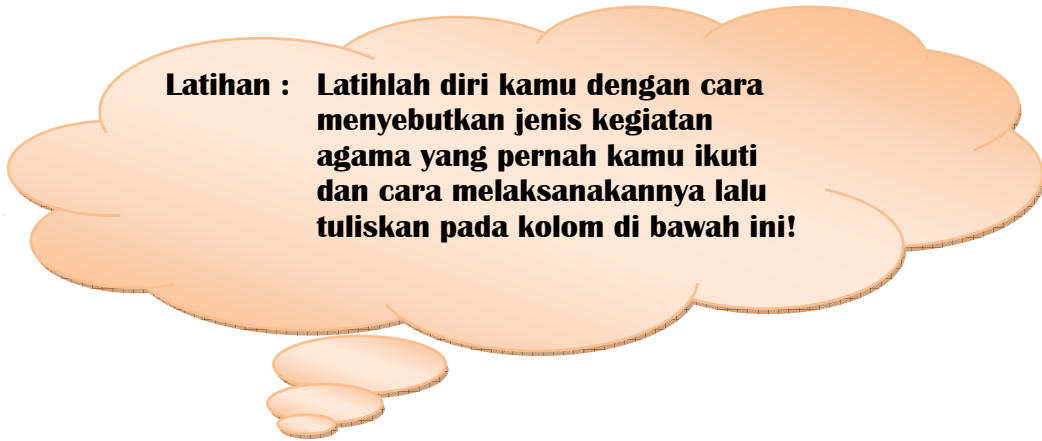 Latihan : Latihlah diri kamu dengan cara
menyebutkan jenis kegiatan
agama yang pernah kamu ikuti
dan cara melaksanakannya lalu
tuliskan pada kolom di bawah ini!